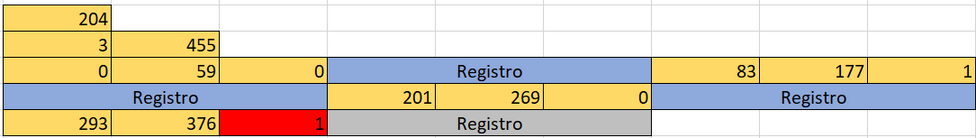 204
3 455
0 59 0 Registro 83 177 1
Registro 201 269 0 Registro
293 376 1 Registro